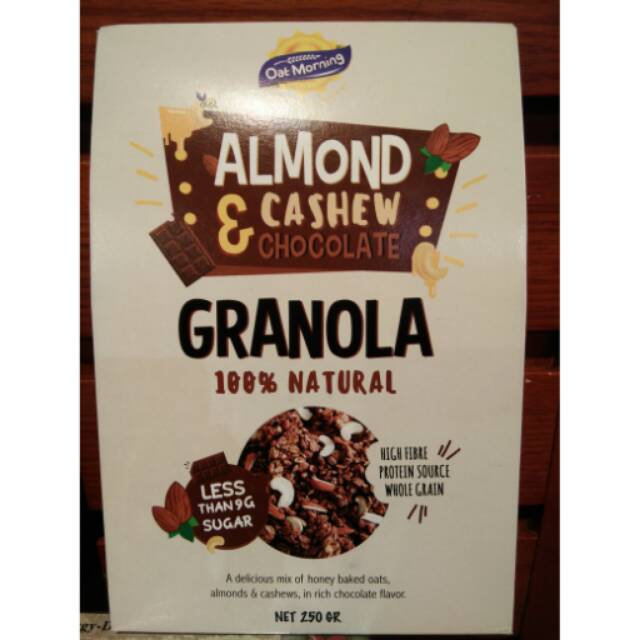 Oat Morning
ALMOND
& CASHEW
CHOCOLATE
GRANOLA
100% NATURAL
HIGH FIBRE
PROTEIN SOURCE
WHOLE GRAIN
LESS
THAN 9G
SUGAR
A delicious mix of honey baked oats,
almonds & cashews, in rich chocolate flavor.
NET 250 GR